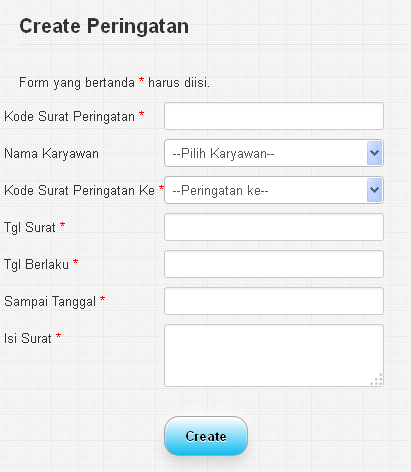 Create Peringatan
Form yang bertanda * harus diisi.
Kode Surat Peringatan *
Nama Karyawan --Pilih Karyawan--
Kode Surat Peringatan Ke * --Peringatan ke--
Tgl Surat *
Tgl Berlaku *
Sampai Tanggal *
Isi Surat *
Create